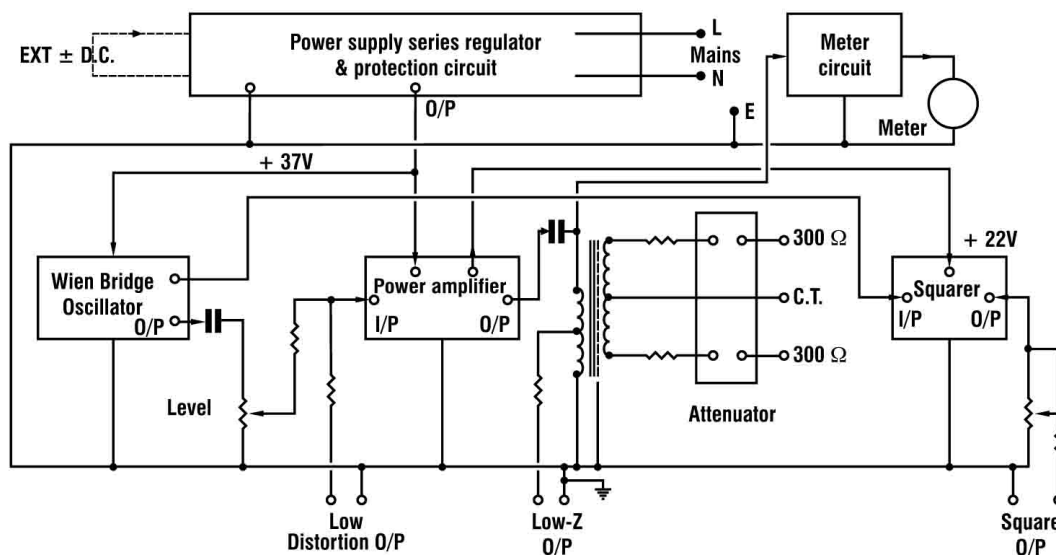 EXT ± D.C.
Power supply series regulator
& protection circuit
L
Mains
N
O/P
E
Meter
circuit
Meter
+ 37V
+ 22V
Wien Bridge
Oscillator
O/P
Level
Power amplifier
I/P
O/P
300 Ω
C.T.
300 Ω
Attenuator
Squarer
I/P
O/P
Low
Distortion O/P
Low-Z
O/P
Square
O/P